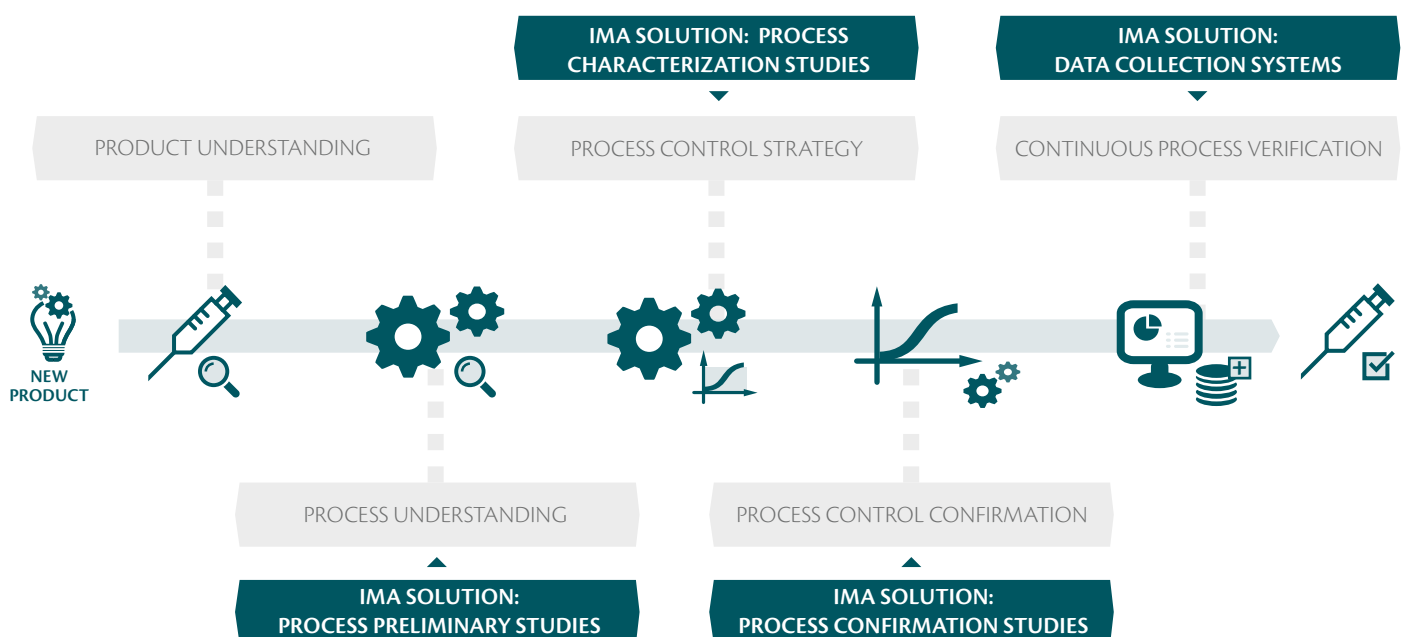 IMA SOLUTION: PROCESS
CHARACTERIZATION STUDIES
IMA SOLUTION:
DATA COLLECTION SYSTEMS
PRODUCT UNDERSTANDING
PROCESS CONTROL STRATEGY
CONTINUOUS PROCESS VERIFICATION
NEW
PRODUCT
PROCESS UNDERSTANDING
PROCESS CONTROL CONFIRMATION
IMA SOLUTION:
PROCESS PRELIMINARY STUDIES
IMA SOLUTION:
PROCESS CONFIRMATION STUDIES